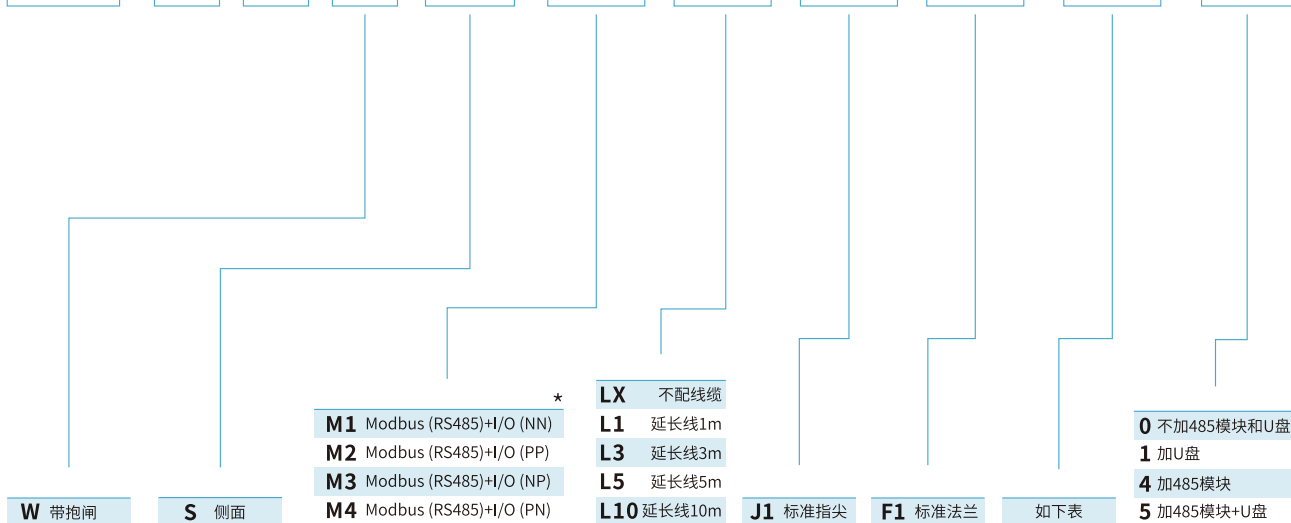 W 带抱闸
S 侧面
*
M1 Modbus (RS485)+I/O (NN)
M2 Modbus (RS485)+I/O (PP)
M3 Modbus (RS485)+I/O (NP)
M4 Modbus (RS485)+I/O (PN)
LX 不配线缆
L1 延长线1m
L3 延长线3m
L5 延长线5m
L10 延长线10m
J1 标准指尖
F1 标准法兰
如下表
0 不加485模块和U盘
1 加U盘
4 加485模块
5 加485模块+U盘